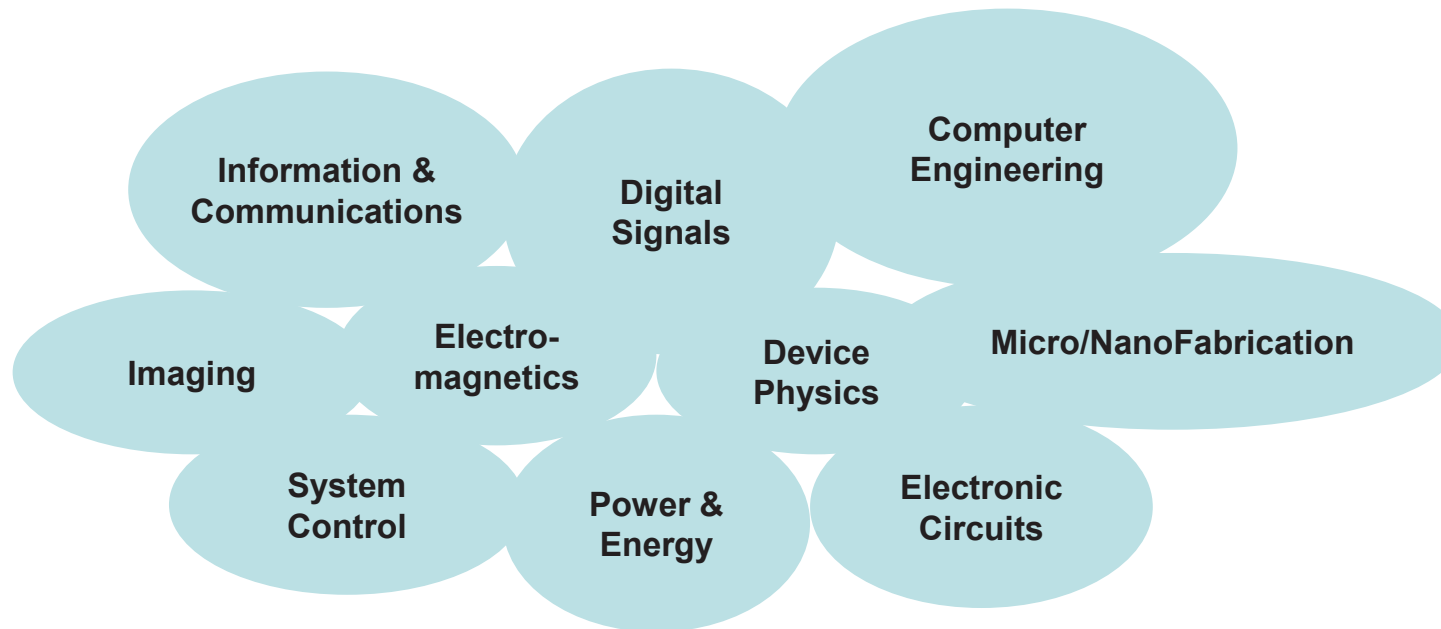 Information &
Communications
Digital
Signals
Computer
Engineering
Imaging
Electro-
magnetics
Device
Physics
Micro/NanoFabrication
System
Control
Power &
Energy
Electronic
Circuits